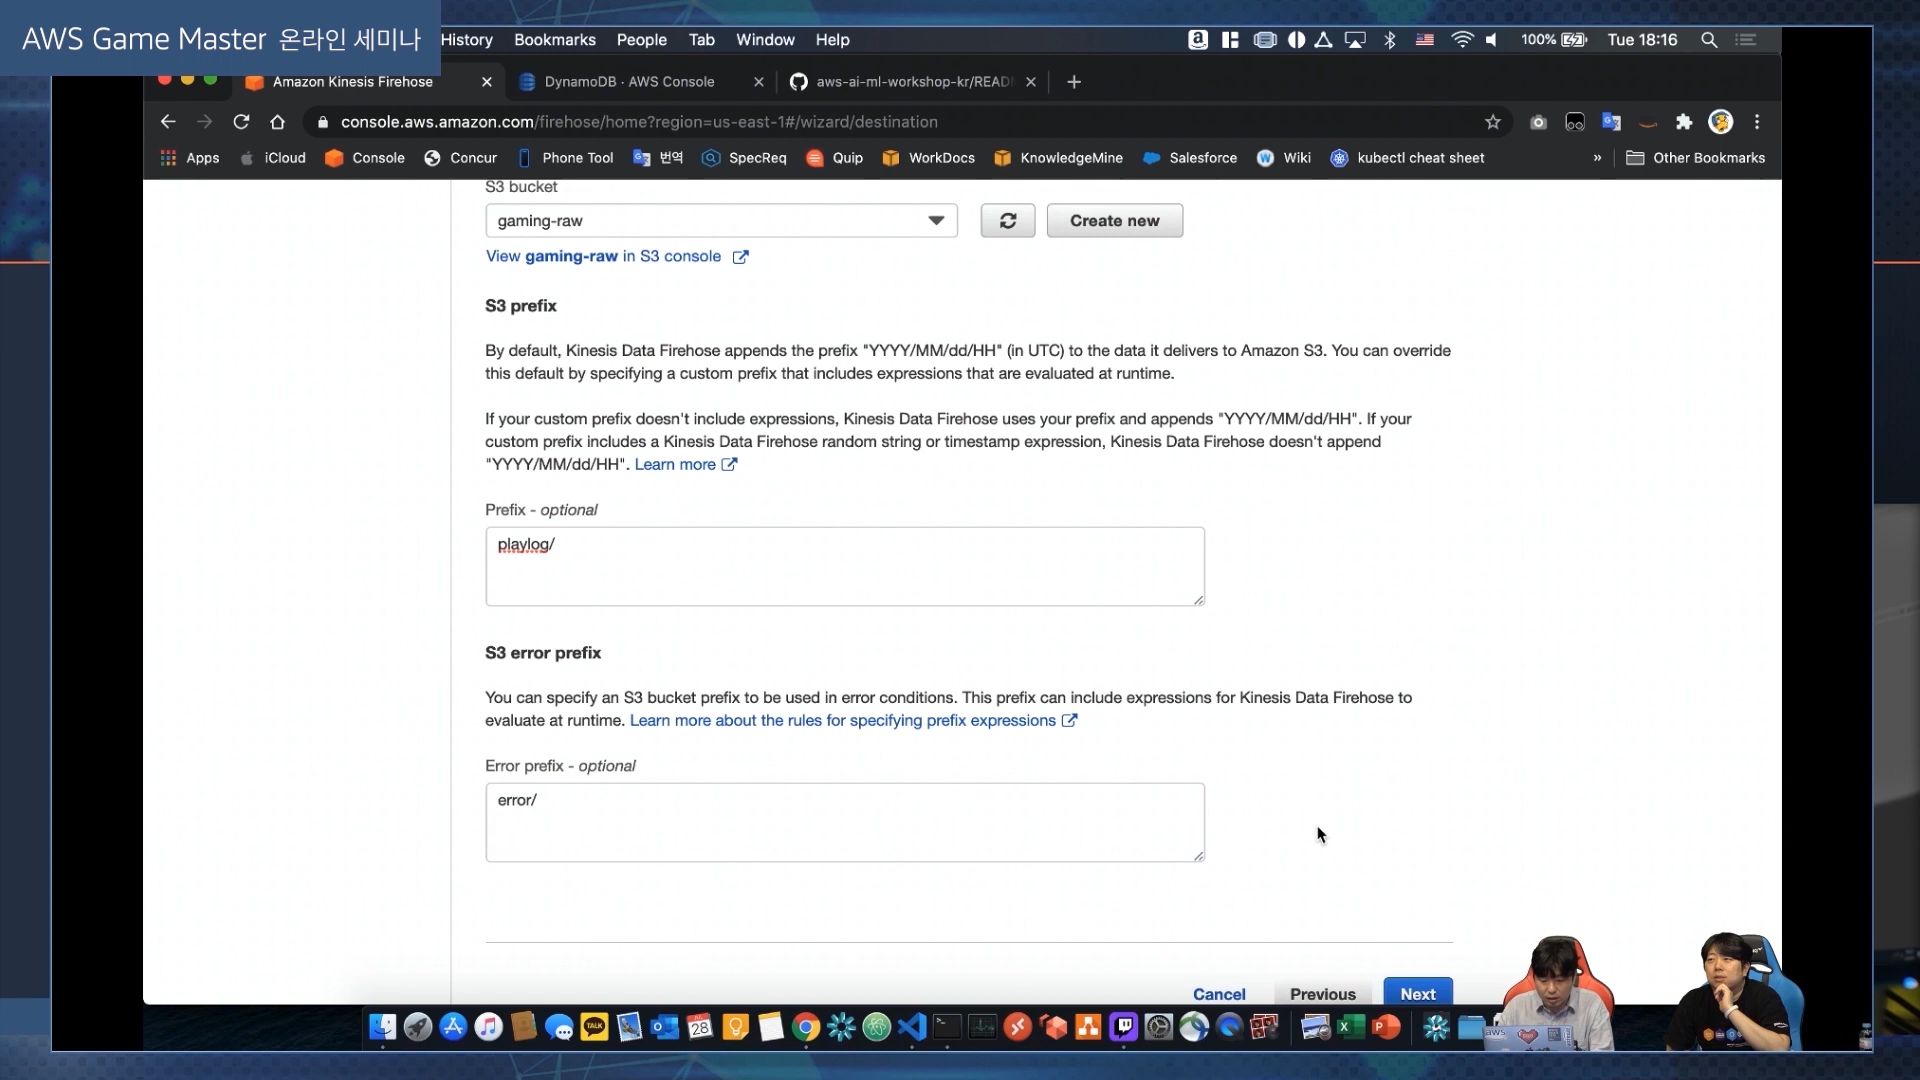 AWS Game Master 온라인 세미나
History Bookmarks People Tab Window Help
100% Tue 18:16
Amazon Kinesis Firehose
DynamoDB · AWS Console
aws-ai-ml-workshop-kr/READ
console.aws.amazon.com/firehose/home?region=us-east-1#/wizard/destination
Apps iCloud Console Concur Phone Tool 번역 SpecReq Quip WorkDocs KnowledgeMine Salesforce Wiki kubectl cheat sheet » Other Bookmarks
S3 bucket
gaming-raw
Create new
View gaming-raw in S3 console
S3 prefix
By default, Kinesis Data Firehose appends the prefix "YYYY/MM/dd/HH" (in UTC) to the data it delivers to Amazon S3. You can override
this default by specifying a custom prefix that includes expressions that are evaluated at runtime.
If your custom prefix doesn't include expressions, Kinesis Data Firehose uses your prefix and appends "YYYY/MM/dd/HH". If your
custom prefix includes a Kinesis Data Firehose random string or timestamp expression, Kinesis Data Firehose doesn't append
"YYYY/MM/dd/HH". Learn more
Prefix - optional
playlog/
S3 error prefix
You can specify an S3 bucket prefix to be used in error conditions. This prefix can include expressions for Kinesis Data Firehose to
evaluate at runtime. Learn more about the rules for specifying prefix expressions
Error prefix - optional
error/
Cancel Previous Next
TALK
28
aws